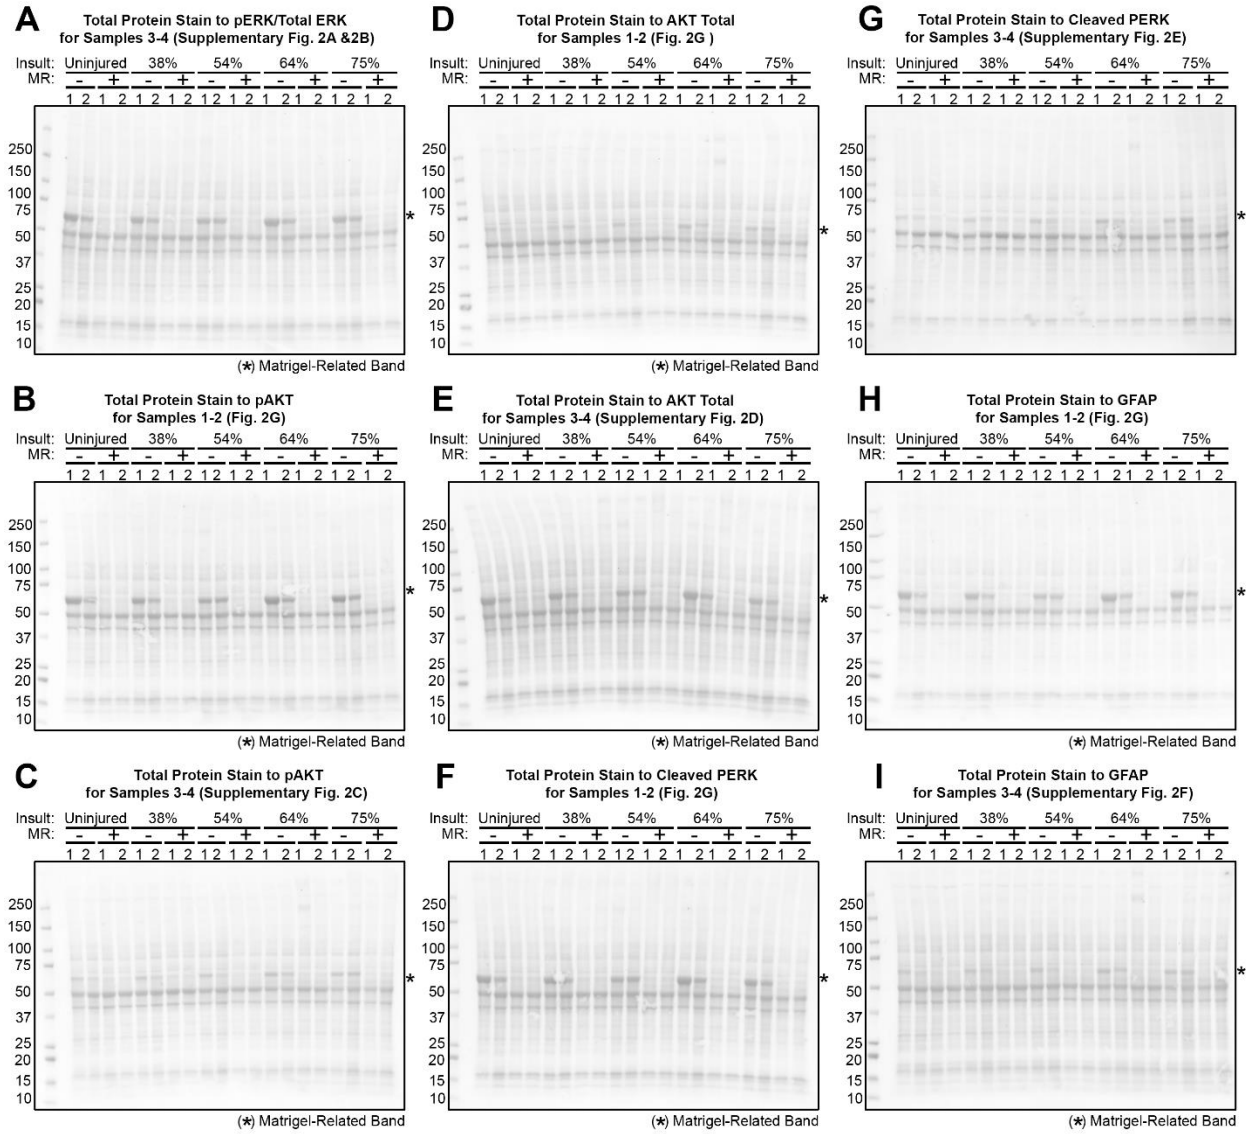 A
Total Protein Stain to pERK/Total ERK
for Samples 3-4 (Supplementary Fig. 2A &2B)
Insult: Uninjured 38% 54% 64% 75%
MR: - + - + - + - + - +
1 2 1 2 1 2 1 2 1 2 1 2 1 2 1 2 1 2 1 2
250
150
100
75
*
50
37
25
20
15
10
(*) Matrigel-Related Band
B
Total Protein Stain to pAKT
for Samples 1-2 (Fig. 2G)
Insult: Uninjured 38% 54% 64% 75%
MR: - + - + - + - + - +
1 2 1 2 1 2 1 2 1 2 1 2 1 2 1 2 1 2 1 2
250
150
100
75
*
50
37
25
20
15
10
(*) Matrigel-Related Band
C
Total Protein Stain to pAKT
for Samples 3-4 (Supplementary Fig. 2C)
Insult: Uninjured 38% 54% 64% 75%
MR: - + - + - + - + - +
1 2 1 2 1 2 1 2 1 2 1 2 1 2 1 2 1 2 1 2
250
150
100
75
*
50
37
25
20
15
10
(*) Matrigel-Related Band
D
Total Protein Stain to AKT Total
for Samples 1-2 (Fig. 2G )
Insult: Uninjured 38% 54% 64% 75%
MR: - + - + - + - + - +
1 2 1 2 1 2 1 2 1 2 1 2 1 2 1 2 1 2 1 2
250
150
100
75
*
50
37
25
20
15
10
(*) Matrigel-Related Band
E
Total Protein Stain to AKT Total
for Samples 3-4 (Supplementary Fig. 2D)
Insult: Uninjured 38% 54% 64% 75%
MR: - + - + - + - + - +
1 2 1 2 1 2 1 2 1 2 1 2 1 2 1 2 1 2 1 2
250
150
100
75
*
50
37
25
20
15
10
(*) Matrigel-Related Band
F
Total Protein Stain to Cleaved PERK
for Samples 1-2 (Fig. 2G)
Insult: Uninjured 38% 54% 64% 75%
MR: - + - + - + - + - +
1 2 1 2 1 2 1 2 1 2 1 2 1 2 1 2 1 2 1 2
250
150
100
75
*
50
37
25
20
15
10
(*) Matrigel-Related Band
G
Total Protein Stain to Cleaved PERK
for Samples 3-4 (Supplementary Fig. 2E)
Insult: Uninjured 38% 54% 64% 75%
MR: - + - + - + - + - +
1 2 1 2 1 2 1 2 1 2 1 2 1 2 1 2 1 2 1 2
250
150
100
75
*
50
37
25
20
15
10
(*) Matrigel-Related Band
H
Total Protein Stain to GFAP
for Samples 1-2 (Fig. 2G)
Insult: Uninjured 38% 54% 64% 75%
MR: - + - + - + - + - +
1 2 1 2 1 2 1 2 1 2 1 2 1 2 1 2 1 2 1 2
250
150
100
75
*
50
37
25
20
15
10
(*) Matrigel-Related Band
I
Total Protein Stain to GFAP
for Samples 3-4 (Supplementary Fig. 2F)
Insult: Uninjured 38% 54% 64% 75%
MR: - + - + - + - + - +
1 2 1 2 1 2 1 2 1 2 1 2 1 2 1 2 1 2 1 2
250
150
100
75
*
50
37
25
20
15
10
(*) Matrigel-Related Band